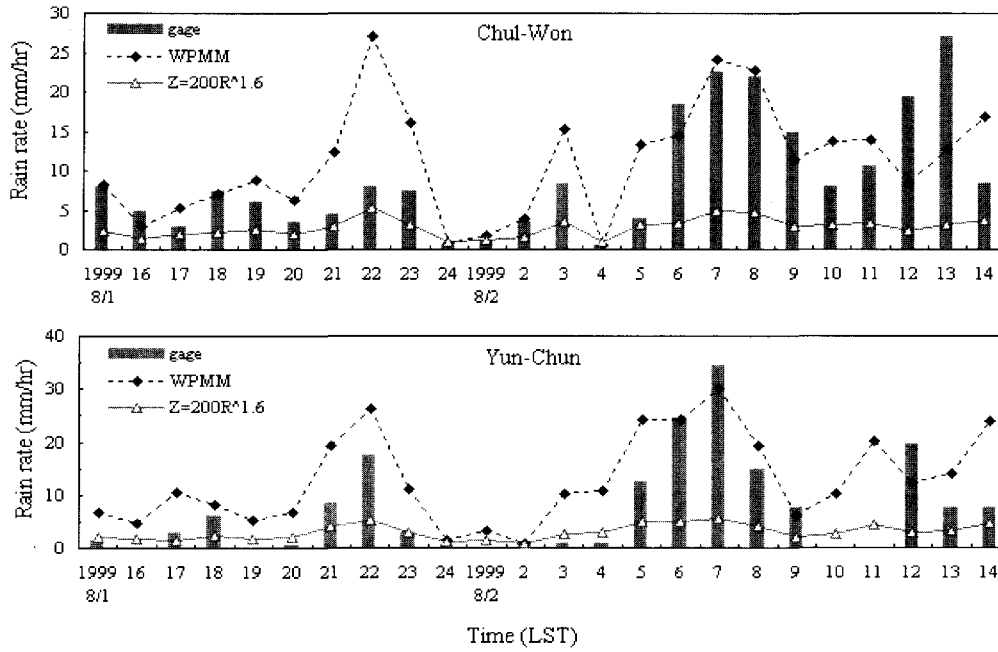 Chul-Won
gage
WPMM
Z=200R^1.6
Rain rate (mm/hr)
30
25
20
15
10
5
0
1999 16 17 18 19 20 21 22 23 24 1999 2 3 4 5 6 7 8 9 10 11 12 13 14
8/1 8/2
Yun-Chun
gage
WPMM
Z=200R^1.6
Rain rate (mm/hr)
40
30
20
10
0
1999 16 17 18 19 20 21 22 23 24 1999 2 3 4 5 6 7 8 9 10 11 12 13 14
8/1 8/2
Time (LST)